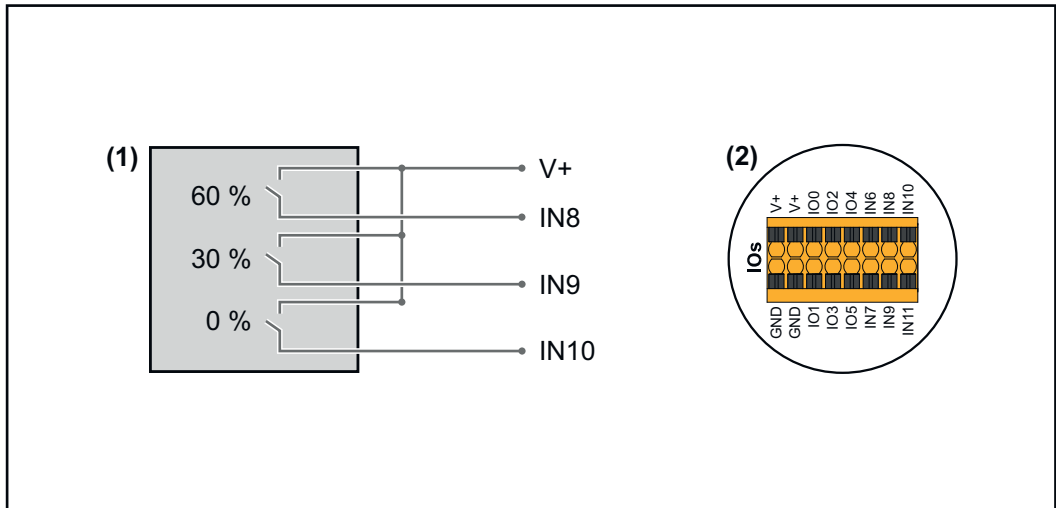 (1)
60 %
30 %
0 %
V+
IN8
IN9
IN10
(2)
IOs
V+
V+
IO0
IO2
IO4
IN6
IN8
IN10
GND
GND
IO1
IO3
IO5
IN7
IN9
IN11